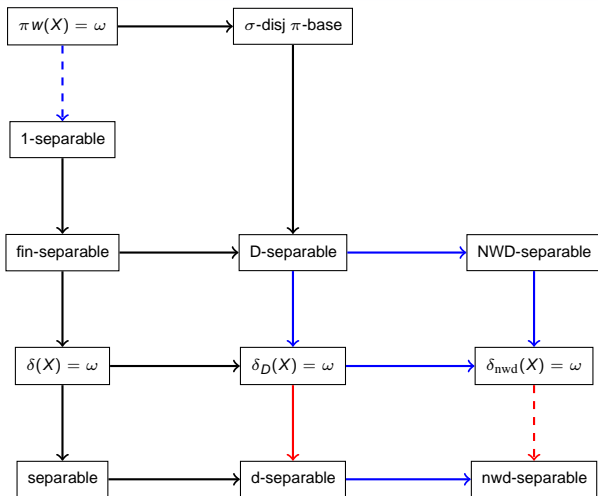 πw(X) = ω
σ-disj π-base
1-separable
fin-separable
D-separable
NWD-separable
δ(X) = ω
δ_D(X) = ω
δ_nwd(X) = ω
separable
d-separable
nwd-separable